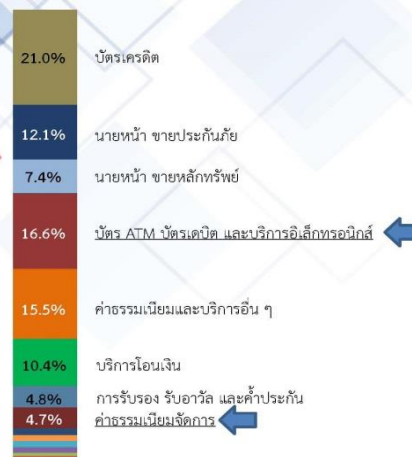 21.0% บัตรเครดิต
12.1% นายหน้า ขายประกันภัย
7.4% นายหน้า ขายหลักทรัพย์
16.6% บัตร ATM บัตรเดบิต และบริการอิเล็กทรอนิกส์
15.5% ค่าธรรมเนียมและบริการอื่น ๆ
10.4% บริการโอนเงิน
4.8% การรับรอง รับอาวัล และค้ำประกัน
4.7% ค่าธรรมเนียมจัดการ